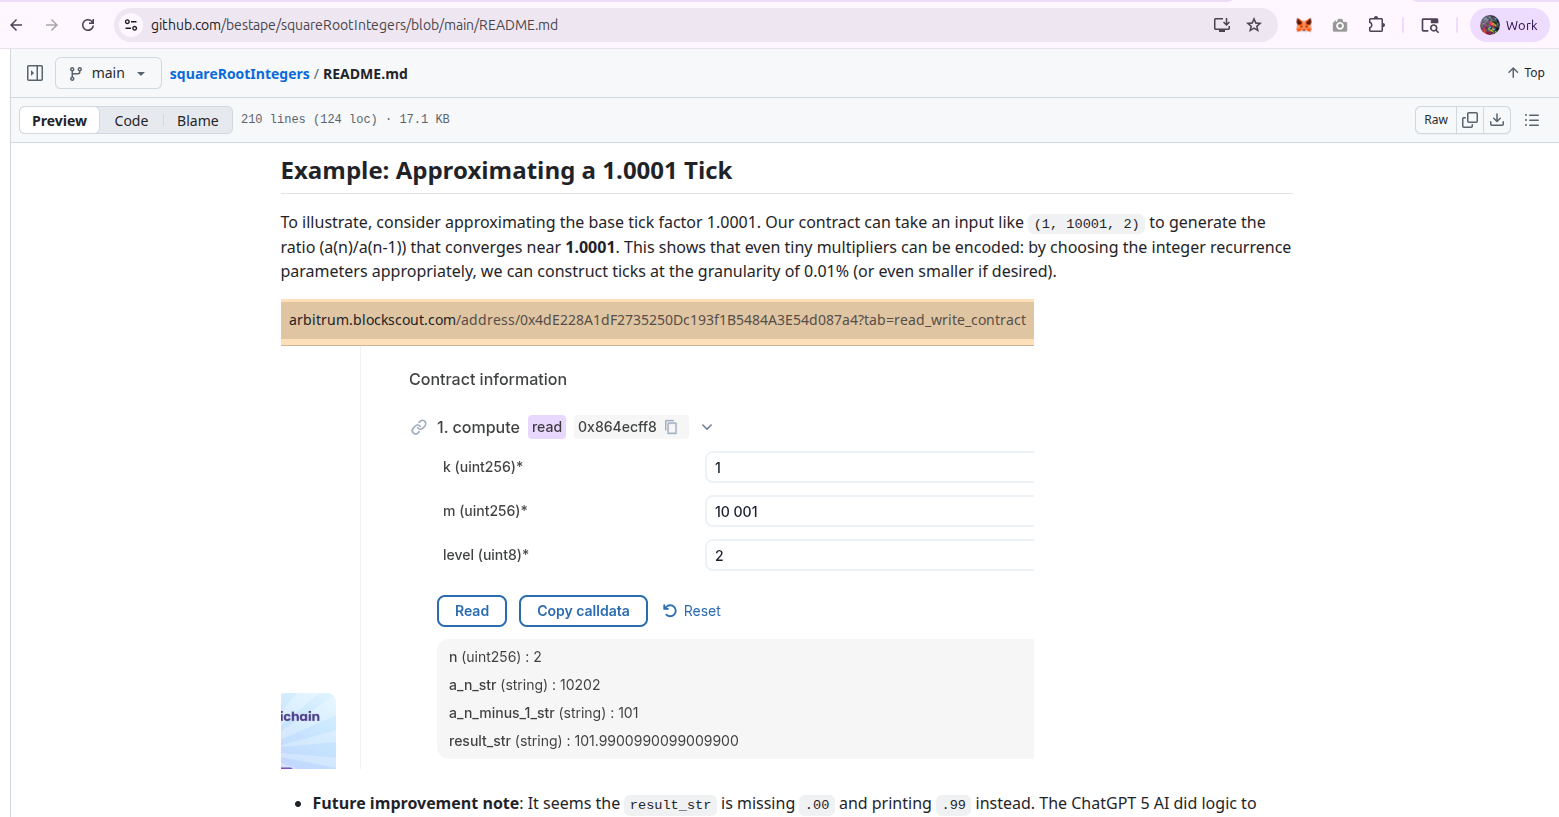 github.com/bestape/squareRootIntegers/blob/main/README.md
Work
main
squareRootIntegers / README.md
Top
Preview Code Blame 210 lines (124 loc) · 17.1 KB
Raw
Example: Approximating a 1.0001 Tick
To illustrate, consider approximating the base tick factor 1.0001. Our contract can take an input like (1, 10001, 2) to generate the
ratio (a(n)/a(n-1)) that converges near 1.0001. This shows that even tiny multipliers can be encoded: by choosing the integer recurrence
parameters appropriately, we can construct ticks at the granularity of 0.01% (or even smaller if desired).
arbitrum.blockscout.com/address/0x4dE228A1dF2735250Dc193f1B5484A3E54d087a4?tab=read_write_contract
Contract information
1. compute read 0x864ecff8
k (uint256)* 1
m (uint256)* 10 001
level (uint8)* 2
Read Copy calldata Reset
n (uint256) : 2
a_n_str (string) : 10202
a_n_minus_1_str (string) : 101
result_str (string) : 101.9900990099009900
ichain
• Future improvement note: It seems the result_str is missing .00 and printing .99 instead. The ChatGPT 5 AI did logic to